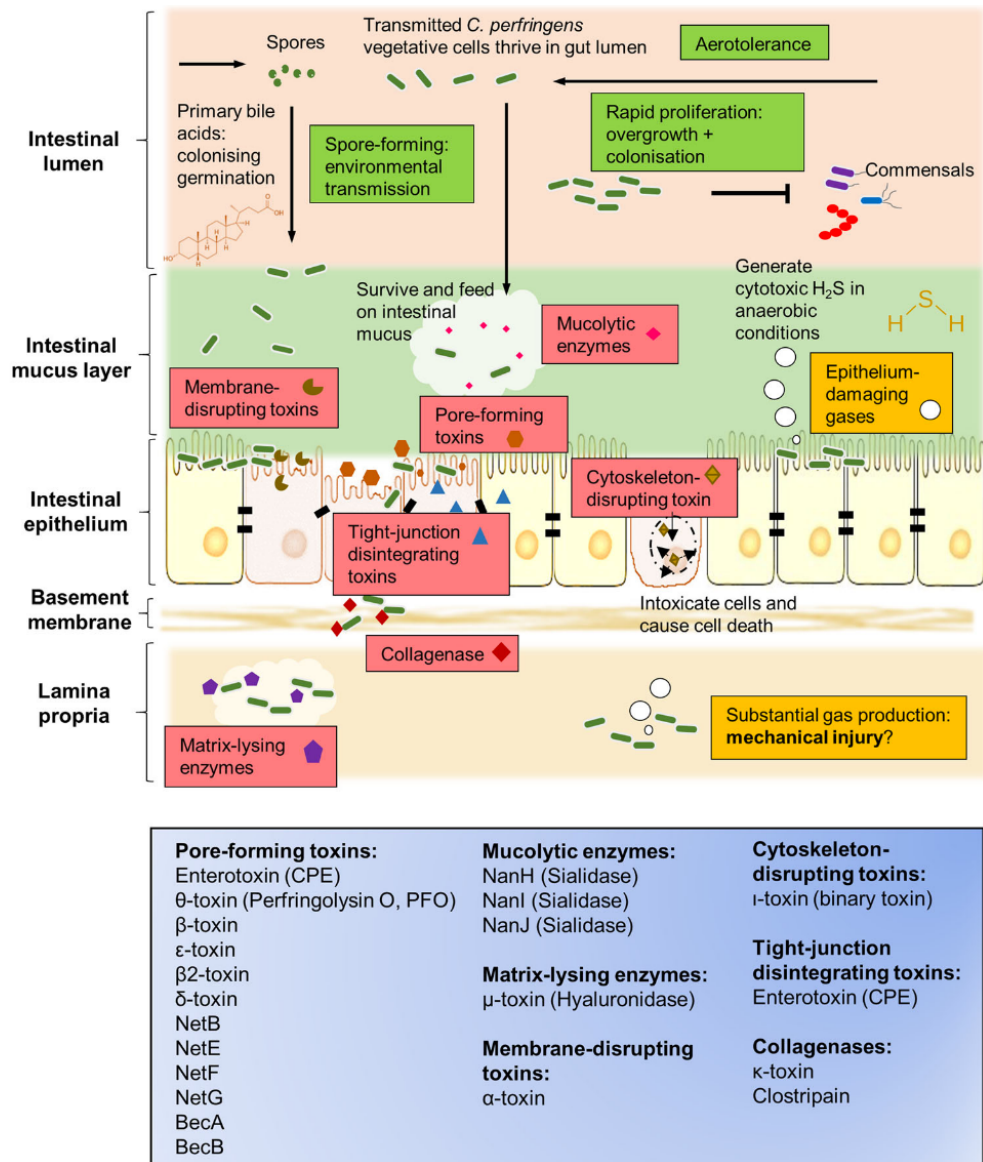 Spores
Transmitted C. perfringens
vegetative cells thrive in gut lumen
Aerotolerance
Intestinal
lumen
Primary bile
acids:
colonising
germination
Spore-forming:
environmental
transmission
Rapid proliferation:
overgrowth +
colonisation
Commensals
O
OH
HO
H
H
H
H
Intestinal
mucus layer
Survive and feed
on intestinal
mucus
Mucolytic
enzymes
Generate
cytotoxic H₂S in
anaerobic
conditions
S
H
H
Membrane-
disrupting toxins
Pore-forming
toxins
Epithelium-
damaging
gases
Intestinal
epithelium
Cytoskeleton-
disrupting toxin
Tight-junction
disintegrating
toxins
Basement
membrane
Intoxicate cells and
cause cell death
Collagenase
Lamina
propria
Matrix-lysing
enzymes
Substantial gas production:
mechanical injury?
Pore-forming toxins:
Enterotoxin (CPE)
θ-toxin (Perfringolysin O, PFO)
β-toxin
ε-toxin
β2-toxin
δ-toxin
NetB
NetE
NetF
NetG
BecA
BecB
Mucolytic enzymes:
NanH (Sialidase)
NanI (Sialidase)
NanJ (Sialidase)
Matrix-lysing enzymes:
μ-toxin (Hyaluronidase)
Membrane-disrupting
toxins:
α-toxin
Cytoskeleton-
disrupting toxins:
ι-toxin (binary toxin)
Tight-junction
disintegrating toxins:
Enterotoxin (CPE)
Collagenases:
κ-toxin
Clostripain